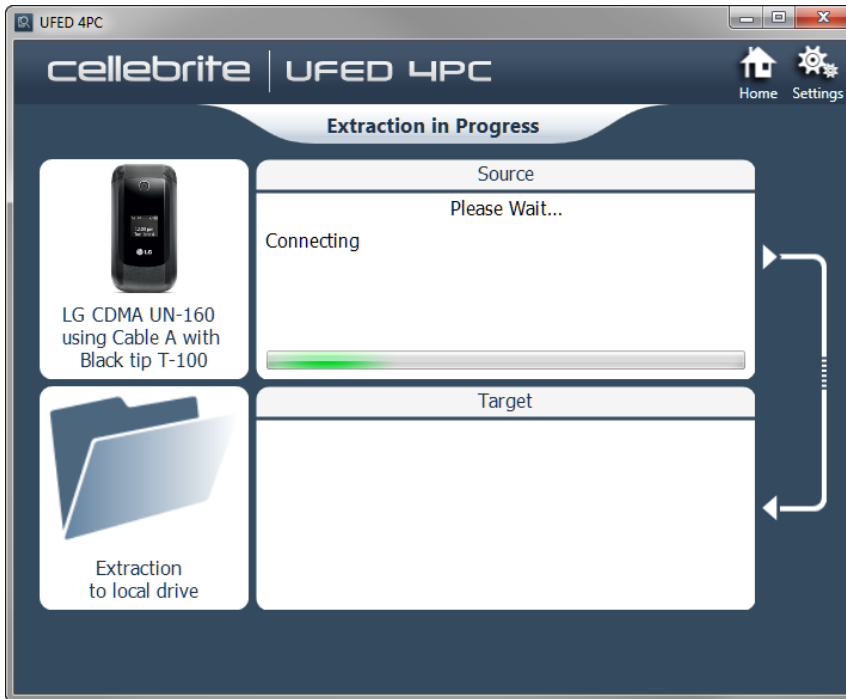 UFED 4PC
cellebrite UFED 4PC
Home Settings
Extraction in Progress
Source
Please Wait...
Connecting
LG
LG CDMA UN-160
using Cable A with
Black tip T-100
Target
Extraction
to local drive